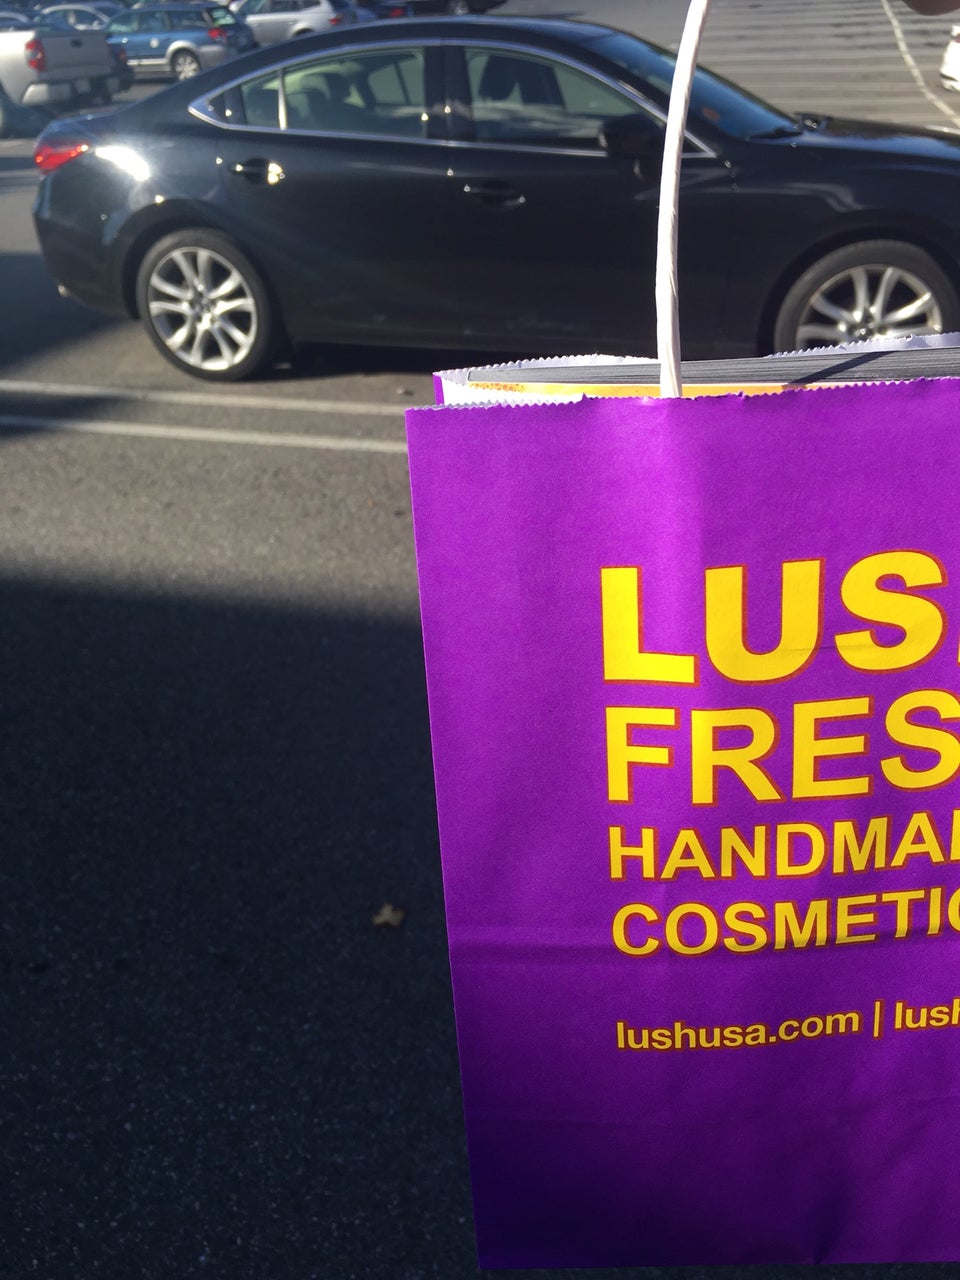 LUS
FRES
HANDMA
COSMETIC
lushusa.com | lush